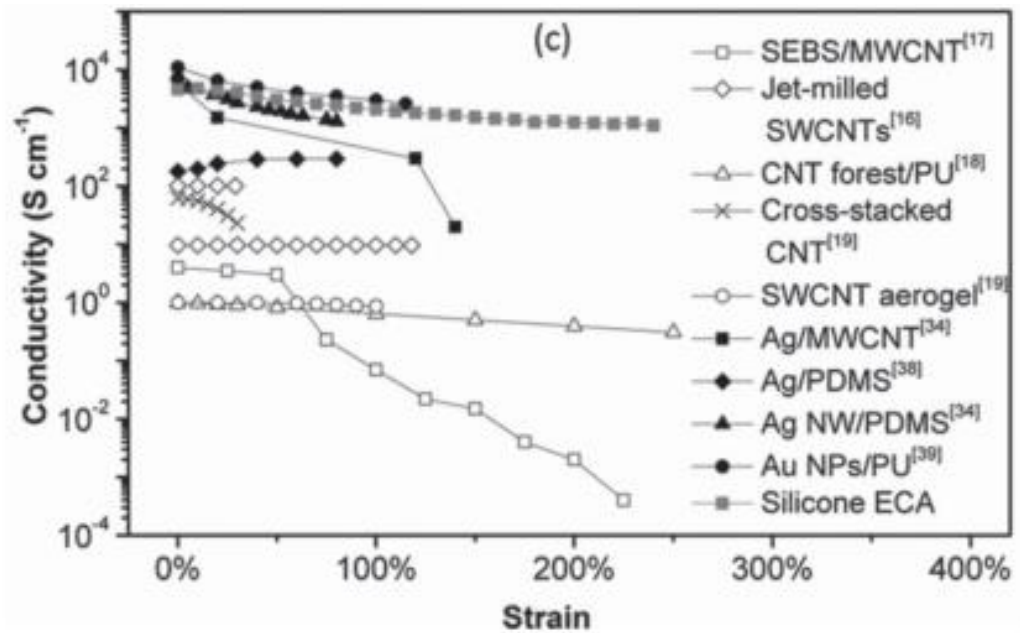 (c)
10^4
10^2
10^0
10^-2
10^-4
Conductivity (S cm^-1)
0%
100%
200%
300%
400%
Strain
SEBS/MWCNT[17]
Jet-milled
SWCNTs[16]
CNT forest/PU[18]
Cross-stacked
CNT[19]
SWCNT aerogel[19]
Ag/MWCNT[34]
Ag/PDMS[38]
Ag NW/PDMS[34]
Au NPs/PU[39]
Silicone ECA